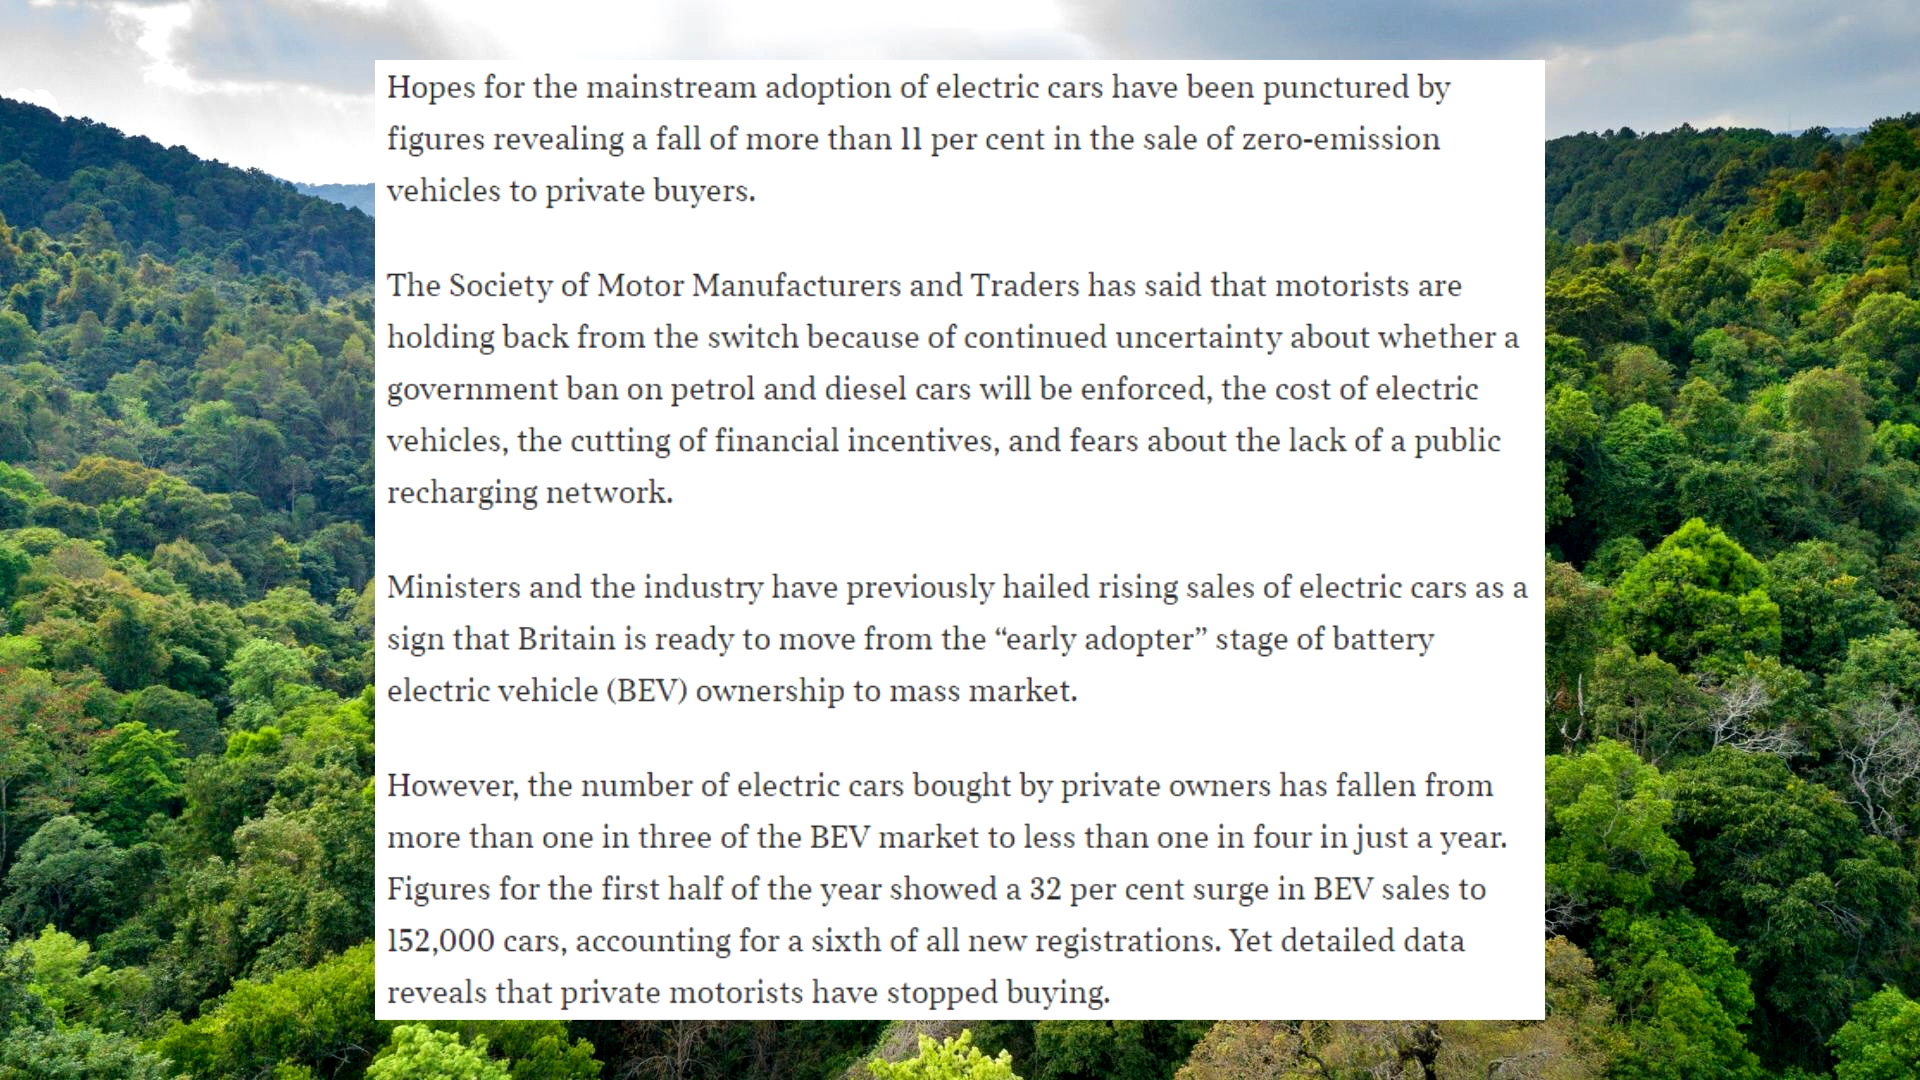 Hopes for the mainstream adoption of electric cars have been punctured by
figures revealing a fall of more than 11 per cent in the sale of zero-emission
vehicles to private buyers.
The Society of Motor Manufacturers and Traders has said that motorists are
holding back from the switch because of continued uncertainty about whether a
government ban on petrol and diesel cars will be enforced, the cost of electric
vehicles, the cutting of financial incentives, and fears about the lack of a public
recharging network.
Ministers and the industry have previously hailed rising sales of electric cars as a
sign that Britain is ready to move from the “early adopter” stage of battery
electric vehicle (BEV) ownership to mass market.
However, the number of electric cars bought by private owners has fallen from
more than one in three of the BEV market to less than one in four in just a year.
Figures for the first half of the year showed a 32 per cent surge in BEV sales to
152,000 cars, accounting for a sixth of all new registrations. Yet detailed data
reveals that private motorists have stopped buying.